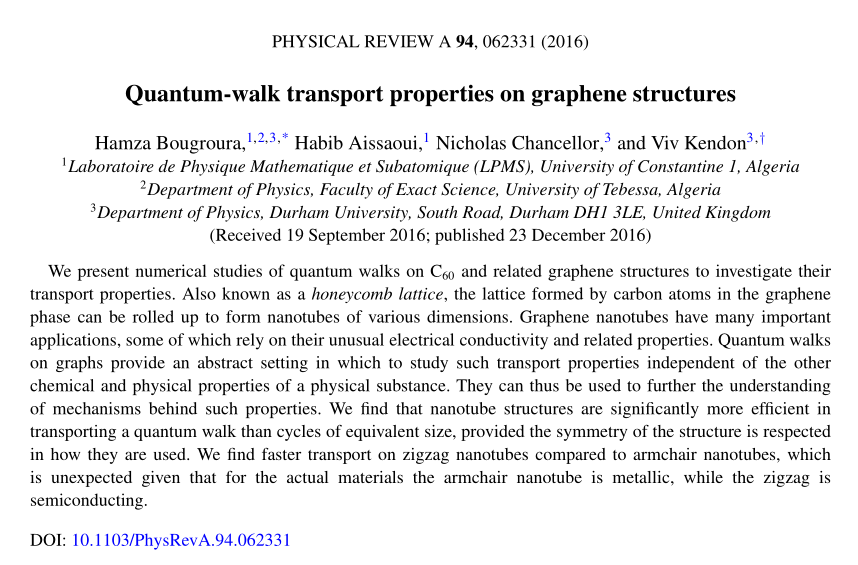 PHYSICAL REVIEW A 94, 062331 (2016)
Quantum-walk transport properties on graphene structures
Hamza Bougroura,1,2,3,* Habib Aissaoui,1 Nicholas Chancellor,3 and Viv Kendon3,†
1Laboratoire de Physique Mathematique et Subatomique (LPMS), University of Constantine 1, Algeria
2Department of Physics, Faculty of Exact Science, University of Tebessa, Algeria
3Department of Physics, Durham University, South Road, Durham DH1 3LE, United Kingdom
(Received 19 September 2016; published 23 December 2016)
We present numerical studies of quantum walks on C60 and related graphene structures to investigate their
transport properties. Also known as a honeycomb lattice, the lattice formed by carbon atoms in the graphene
phase can be rolled up to form nanotubes of various dimensions. Graphene nanotubes have many important
applications, some of which rely on their unusual electrical conductivity and related properties. Quantum walks
on graphs provide an abstract setting in which to study such transport properties independent of the other
chemical and physical properties of a physical substance. They can thus be used to further the understanding
of mechanisms behind such properties. We find that nanotube structures are significantly more efficient in
transporting a quantum walk than cycles of equivalent size, provided the symmetry of the structure is respected
in how they are used. We find faster transport on zigzag nanotubes compared to armchair nanotubes, which
is unexpected given that for the actual materials the armchair nanotube is metallic, while the zigzag is
semiconducting.
DOI: 10.1103/PhysRevA.94.062331